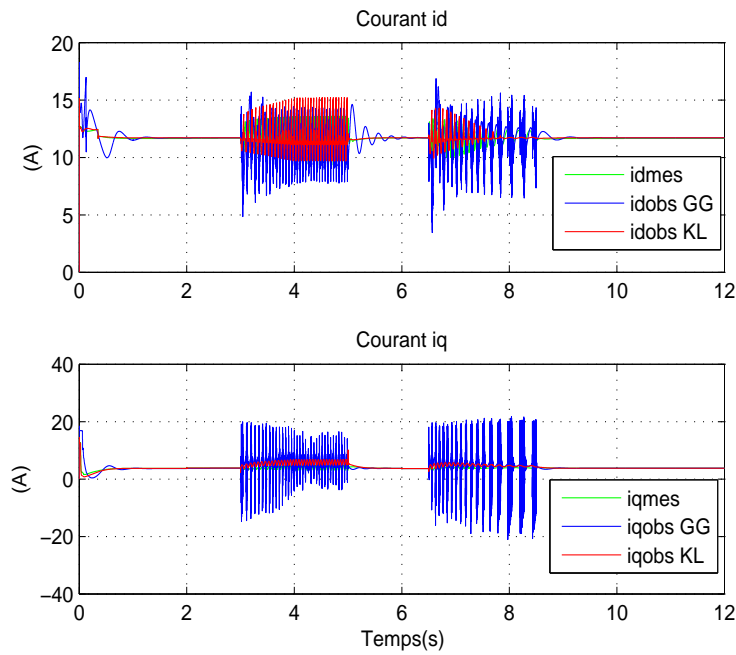 Courant id
20
15
10
5
0
(A)
idmes
idobs GG
idobs KL
0 2 4 6 8 10 12
Courant iq
40
20
0
−20
−40
(A)
iqmes
iqobs GG
iqobs KL
0 2 4 6 8 10 12
Temps(s)